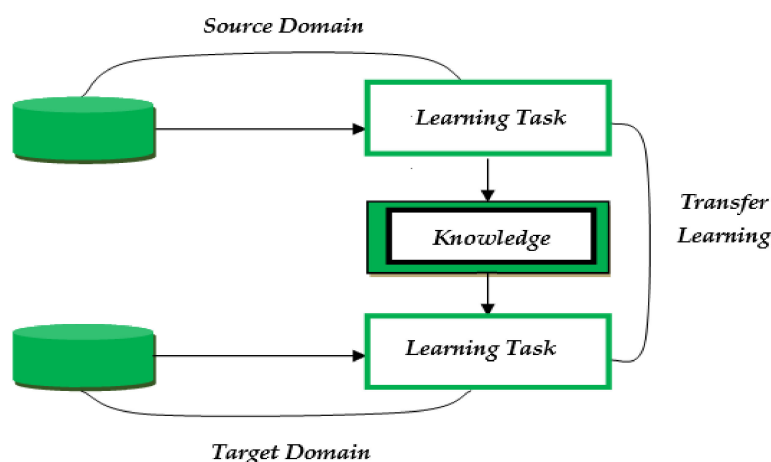 Source Domain
Learning Task
Transfer
Learning
Knowledge
Learning Task
Target Domain